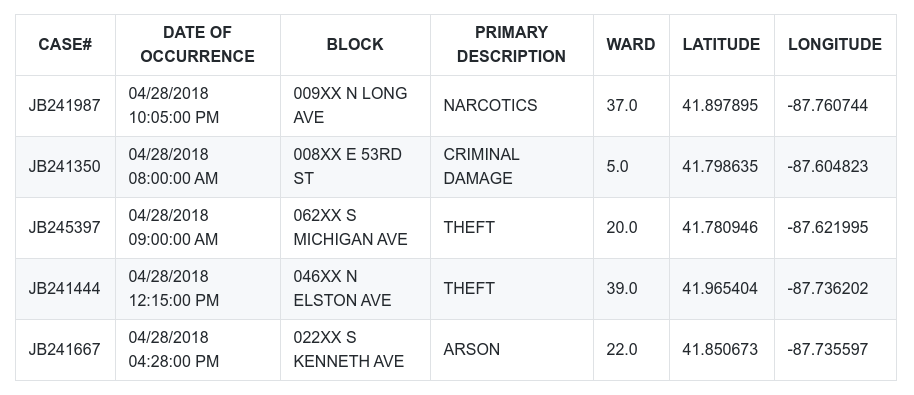 CASE# DATE OF OCCURRENCE BLOCK PRIMARY DESCRIPTION WARD LATITUDE LONGITUDE
JB241987 04/28/2018 10:05:00 PM 009XX N LONG AVE NARCOTICS 37.0 41.897895 -87.760744
JB241350 04/28/2018 08:00:00 AM 008XX E 53RD ST CRIMINAL DAMAGE 5.0 41.798635 -87.604823
JB245397 04/28/2018 09:00:00 AM 062XX S MICHIGAN AVE THEFT 20.0 41.780946 -87.621995
JB241444 04/28/2018 12:15:00 PM 046XX N ELSTON AVE THEFT 39.0 41.965404 -87.736202
JB241667 04/28/2018 04:28:00 PM 022XX S KENNETH AVE ARSON 22.0 41.850673 -87.735597